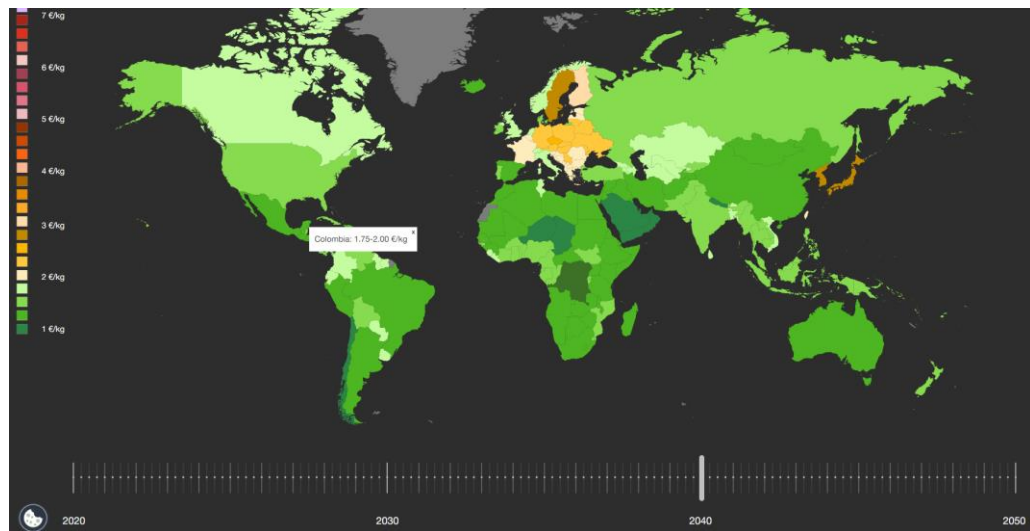 7 €/kg
6 €/kg
5 €/kg
4 €/kg
3 €/kg
2 €/kg
1 €/kg
Colombia: 1.75-2.00 €/kg
x
2020 2030 2040 2050